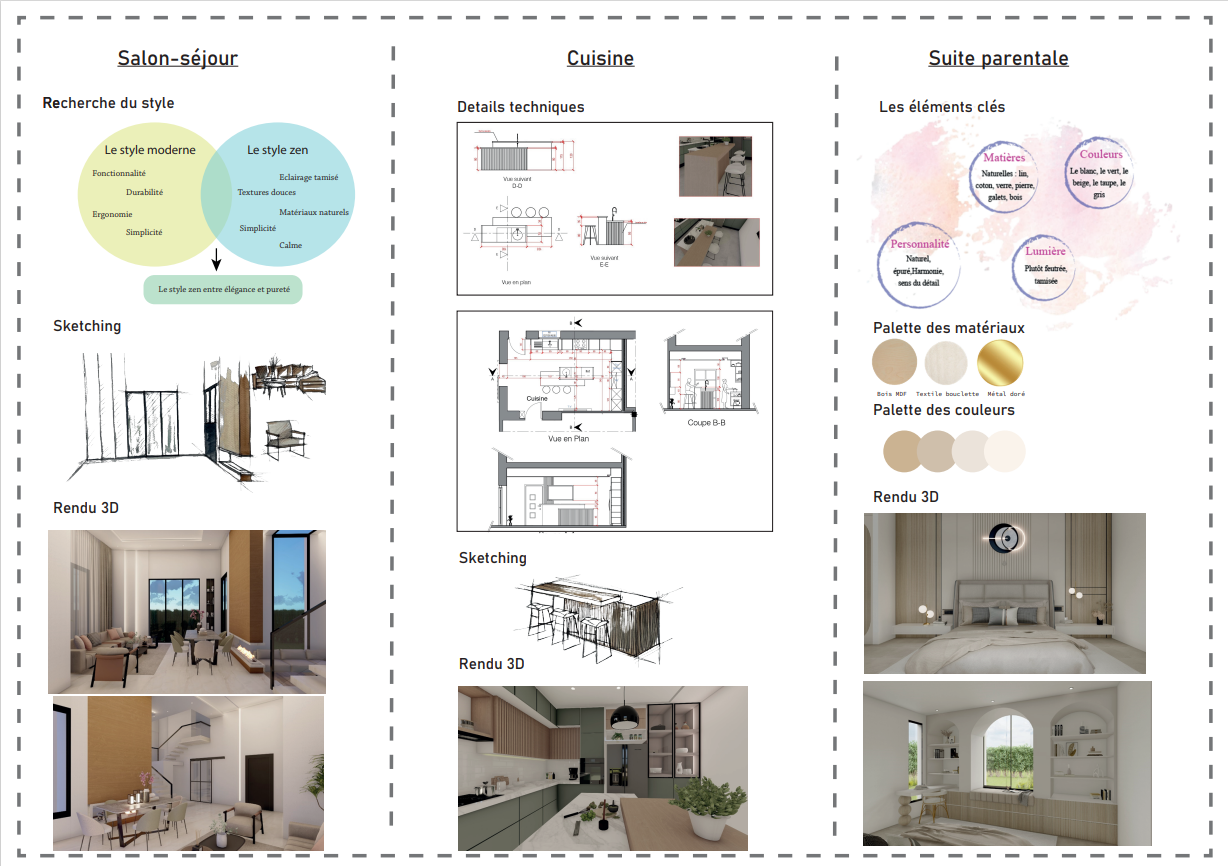 Salon-séjour
Recherche du style
Le style moderne
Fonctionnalité
Durabilité
Ergonomie
Simplicité
Le style zen
Eclairage tamisé
Textures douces
Matériaux naturels
Simplicité
Calme
Le style zen entre élégance et pureté
Sketching
Rendu 3D
Cuisine
Details techniques
Vue suivant
D-D
Vue suivant
E-E
Vue en plan
Cuisine
Vue en Plan
Coupe B-B
Sketching
Rendu 3D
Suite parentale
Les éléments clés
Matières
Naturelles : lin,
coton, verre, pierre,
galets, bois
Couleurs
Le blanc, le vert, le
beige, le taupe, le
gris
Personnalité
Naturel,
épuré,Harmonie,
sens du détail
Lumière
Plutôt feutrée,
tamisée
Palette des matériaux
Bois MDF
Textile bouclette
Métal doré
Palette des couleurs
Rendu 3D